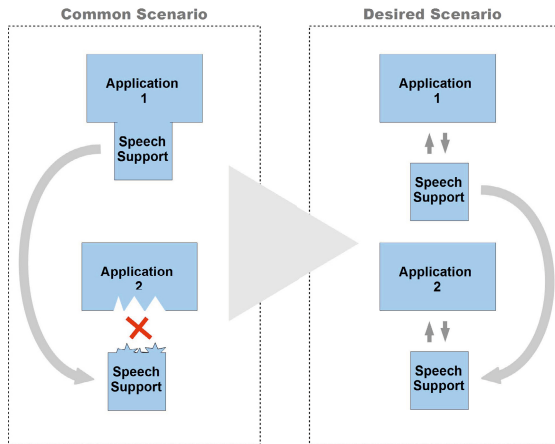 Common Scenario
Application
1
Speech
Support
Application
2
Speech
Support
Desired Scenario
Application
1
Speech
Support
Application
2
Speech
Support